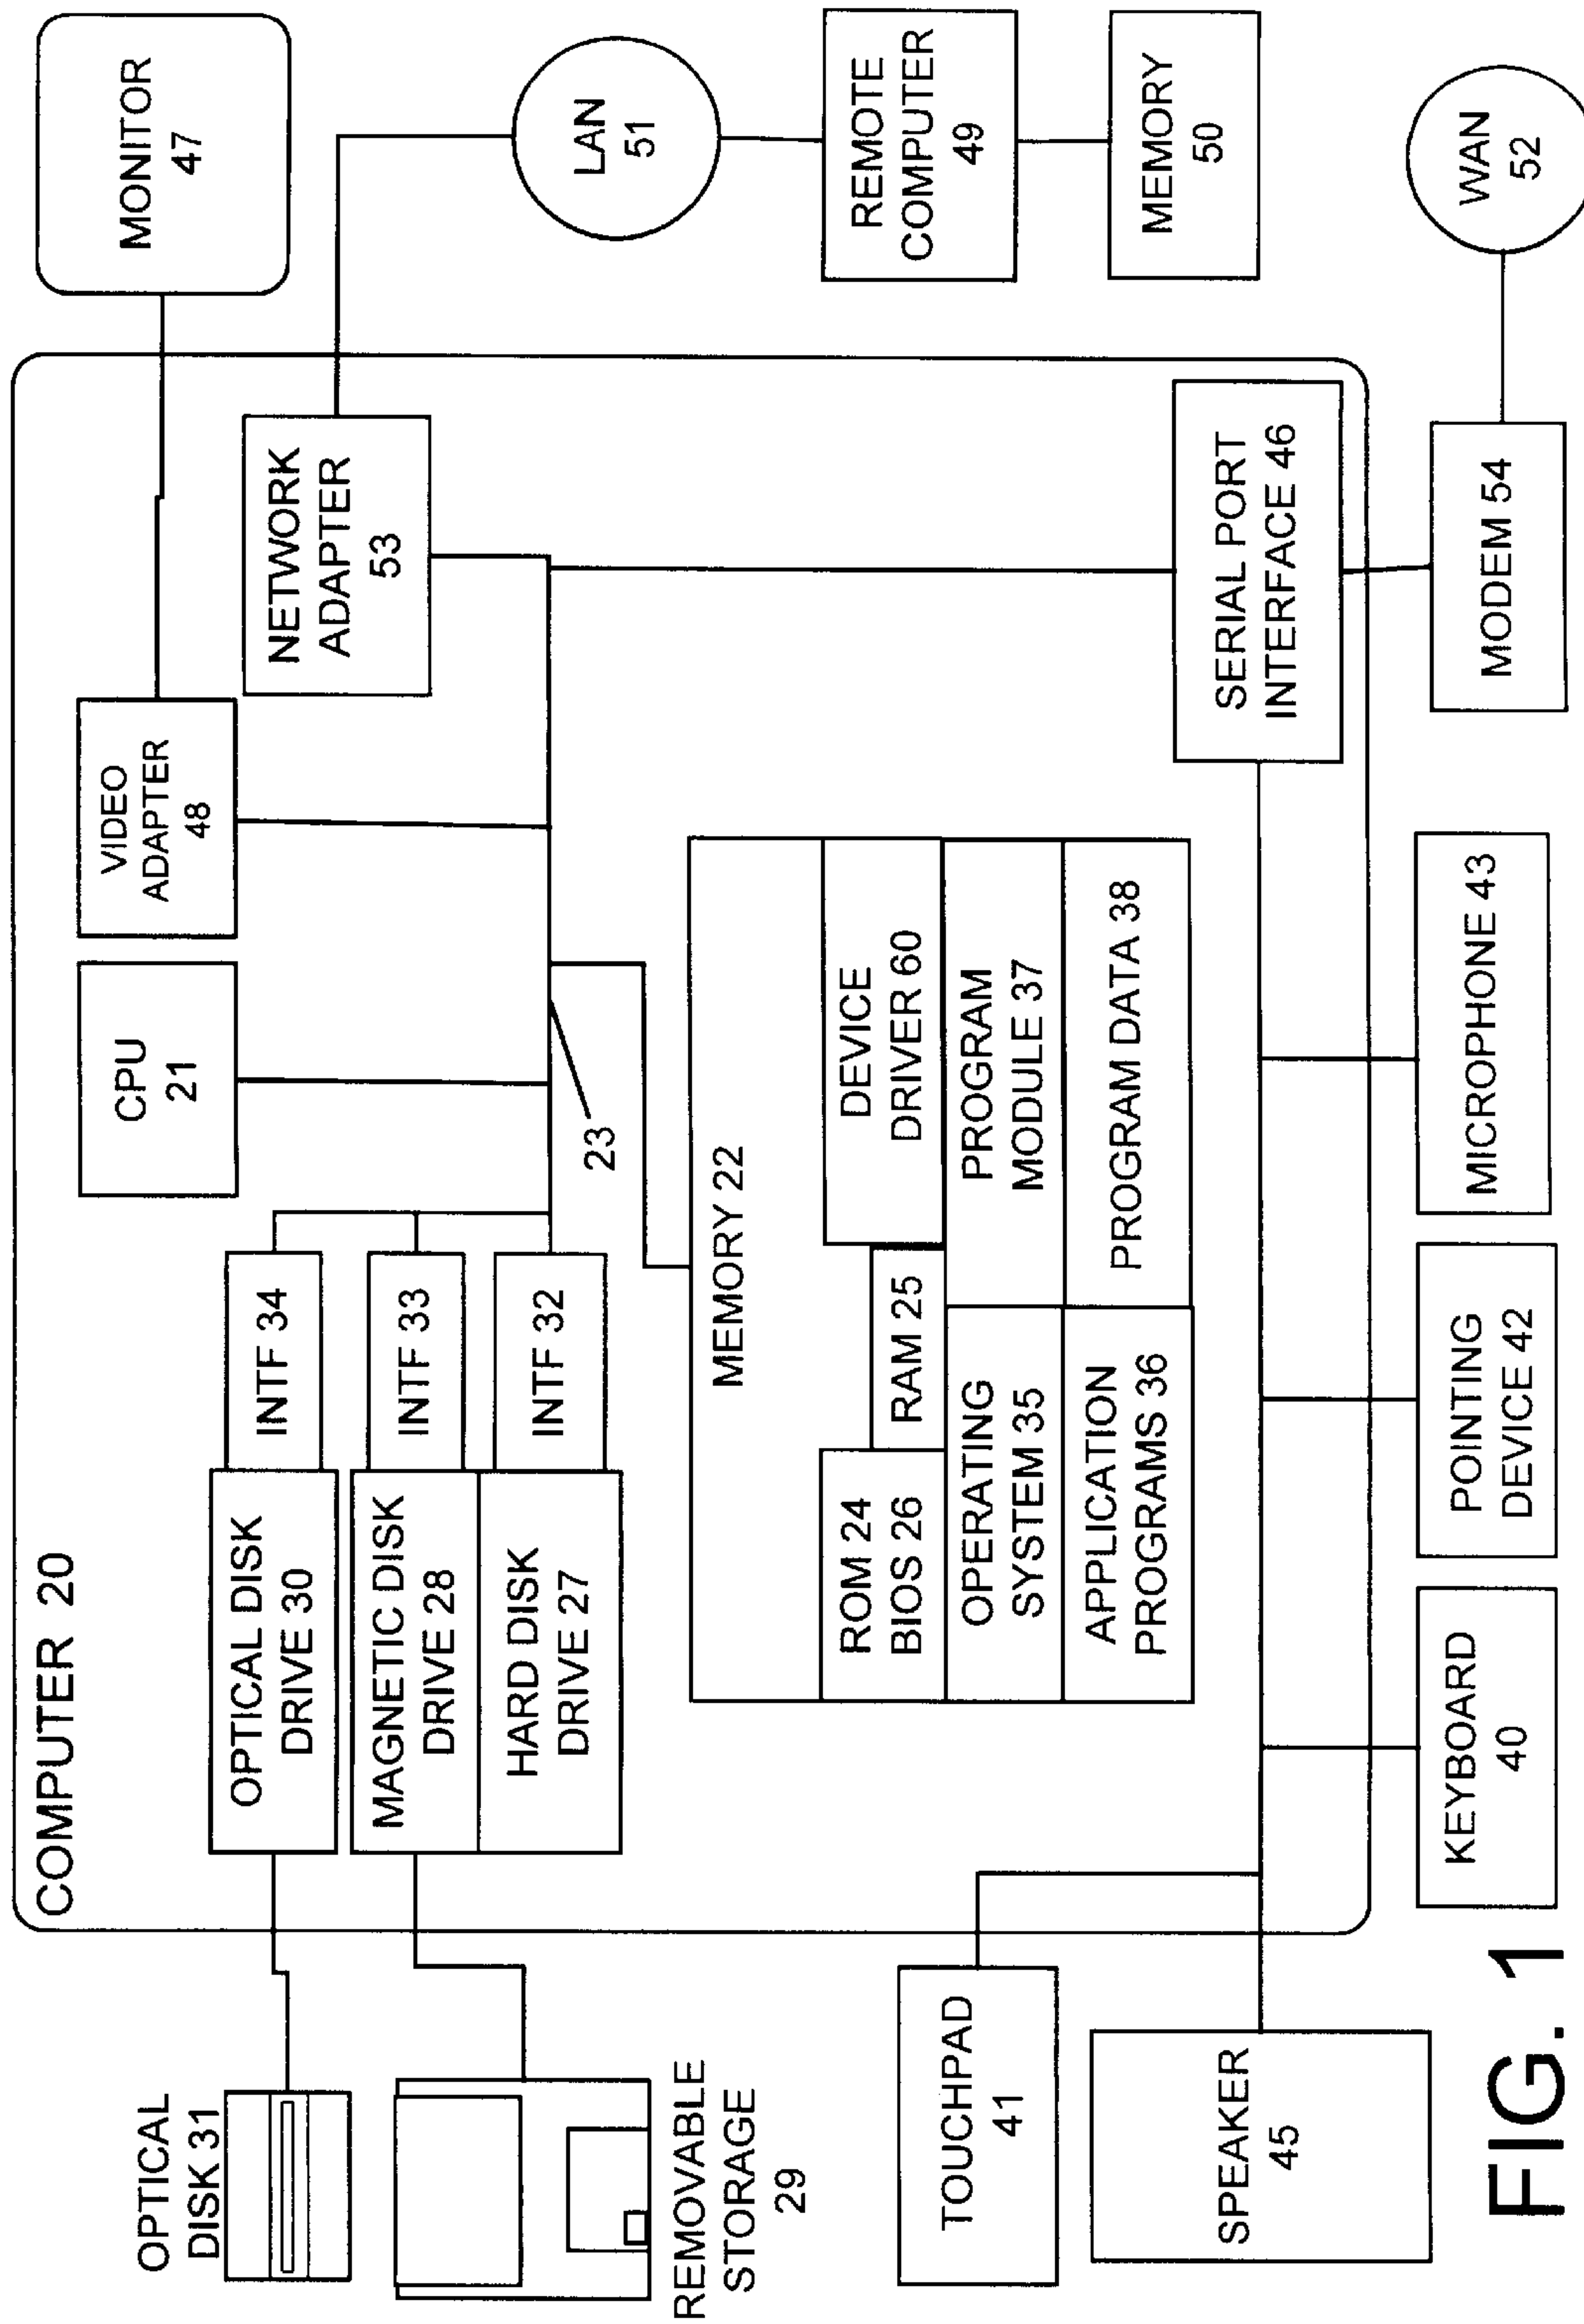 COMPUTER 20
OPTICAL
DISK 31
OPTICAL DISK
DRIVE 30
INTF 34
CPU
21
VIDEO
ADAPTER
48
MONITOR
47
REMOVABLE
STORAGE
29
MAGNETIC DISK
DRIVE 28
INTF 33
HARD DISK
DRIVE 27
INTF 32
23
NETWORK
ADAPTER
53
LAN
51
MEMORY 22
ROM 24
BIOS 26
RAM 25
DEVICE
DRIVER 60
OPERATING
SYSTEM 35
PROGRAM
MODULE 37
APPLICATION
PROGRAMS 36
PROGRAM DATA 38
REMOTE
COMPUTER
49
MEMORY
50
TOUCHPAD
41
SPEAKER
45
SERIAL PORT
INTERFACE 46
KEYBOARD
40
POINTING
DEVICE 42
MICROPHONE 43
MODEM 54
WAN
52
FIG. 1